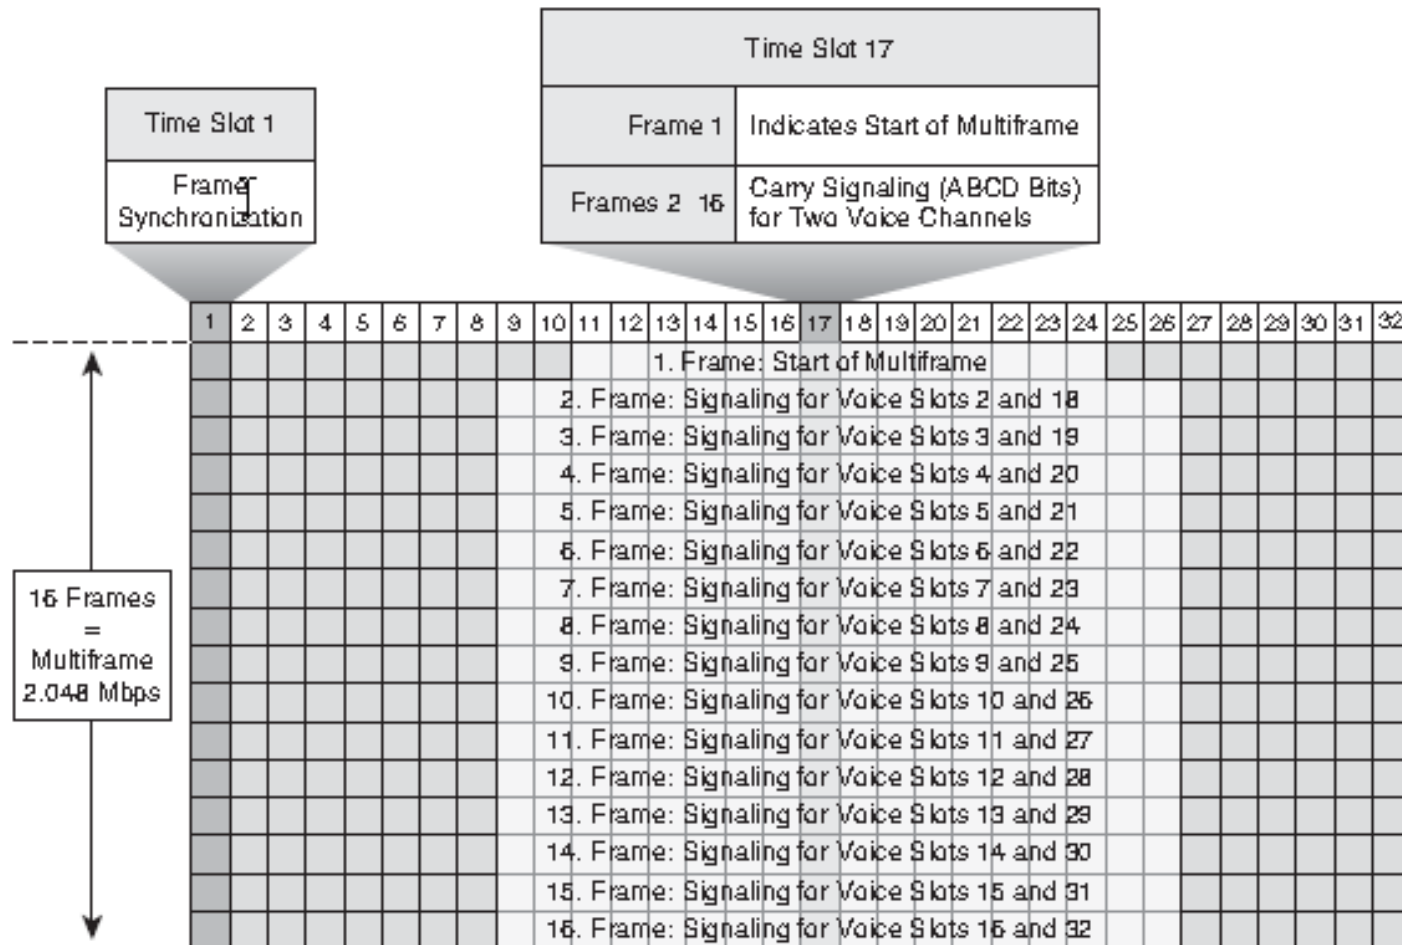 Time Slot 17
Time Slot 1
Frame 1
Indicates Start of Multiframe
Frame
Synchronization
Frames 2 16
Carry Signaling (ABCD Bits)
for Two Voice Channels
1 2 3 4 5 6 7 8 9 10 11 12 13 14 15 16 17 18 19 20 21 22 23 24 25 26 27 28 29 30 31 32
1. Frame: Start of Multiframe
2. Frame: Signaling for Voice Slots 2 and 18
3. Frame: Signaling for Voice Slots 3 and 19
4. Frame: Signaling for Voice Slots 4 and 20
5. Frame: Signaling for Voice Slots 5 and 21
6. Frame: Signaling for Voice Slots 6 and 22
7. Frame: Signaling for Voice Slots 7 and 23
8. Frame: Signaling for Voice Slots 8 and 24
9. Frame: Signaling for Voice Slots 9 and 25
10. Frame: Signaling for Voice Slots 10 and 26
11. Frame: Signaling for Voice Slots 11 and 27
12. Frame: Signaling for Voice Slots 12 and 28
13. Frame: Signaling for Voice Slots 13 and 29
14. Frame: Signaling for Voice Slots 14 and 30
15. Frame: Signaling for Voice Slots 15 and 31
16. Frame: Signaling for Voice Slots 16 and 32
16 Frames
=
Multiframe
2.048 Mbps